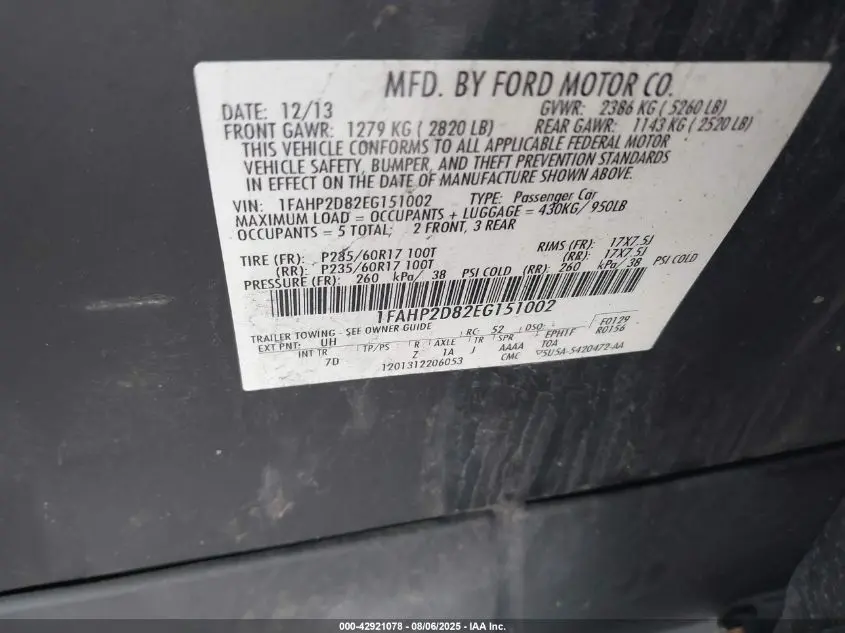 MFD. BY FORD MOTOR CO.
DATE: 12/13 GVWR: 2386 KG ( 5260 LB)
FRONT GAWR: 1279 KG ( 2820 LB) REAR GAWR: 1143 KG ( 2520 LB)
THIS VEHICLE CONFORMS TO ALL APPLICABLE FEDERAL MOTOR
VEHICLE SAFETY, BUMPER, AND THEFT PREVENTION STANDARDS
IN EFFECT ON THE DATE OF MANUFACTURE SHOWN ABOVE.
VIN: 1FAHP2D82EG151002 TYPE: Passenger Car
MAXIMUM LOAD = OCCUPANTS + LUGGAGE = 430KG/ 950LB
OCCUPANTS = 5 TOTAL; 2 FRONT, 3 REAR
TIRE (FR): P235/60R17 100T RIMS (FR): 17X7.5J
(RR): P235/60R17 100T (RR): 17X7.5J
PRESSURE (FR): 260 kPa/ 38 PSI COLD (RR): 260 kPa/ 38 PSI COLD
1FAHP2D82EG151002
TRAILER TOWING - SEE OWNER GUIDE RC: 52 DSO: F0129
EXT PNT: UH EPH1F R0156
INT TR TP/PS R AXLE TR SPR
7D Z 1A J AAAA TOA
1201312206053 CMC 5U5A-5420472-AA
000-42921078 - 08/06/2025 - IAA Inc.